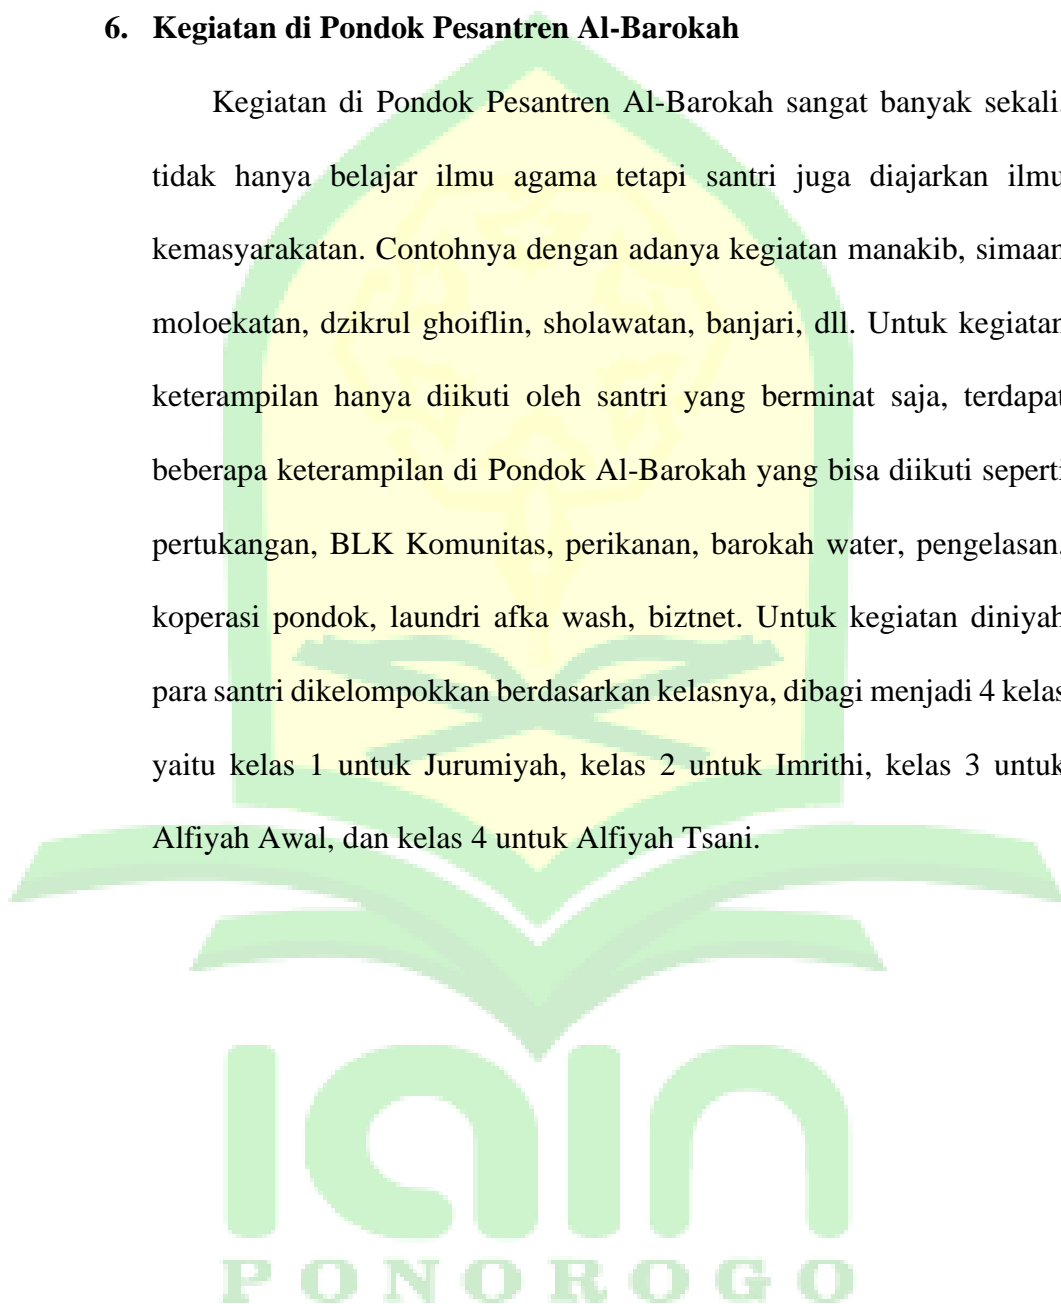 6. Kegiatan di Pondok Pesantren Al-Barokah
Kegiatan di Pondok Pesantren Al-Barokah sangat banyak sekali,
tidak hanya belajar ilmu agama tetapi santri juga diajarkan ilmu
kemasyarakatan. Contohnya dengan adanya kegiatan manakib, simaan
moloekatan, dzikrul ghoiflin, sholawatan, banjari, dll. Untuk kegiatan
keterampilan hanya diikuti oleh santri yang berminat saja, terdapat
beberapa keterampilan di Pondok Al-Barokah yang bisa diikuti seperti
pertukangan, BLK Komunitas, perikanan, barokah water, pengelasan,
koperasi pondok, laundri afka wash, biztnet. Untuk kegiatan diniyah
para santri dikelompokkan berdasarkan kelasnya, dibagi menjadi 4 kelas
yaitu kelas 1 untuk Jurumiyah, kelas 2 untuk Imrithi, kelas 3 untuk
Alfiyah Awal, dan kelas 4 untuk Alfiyah Tsani.
iain
PONOROGO